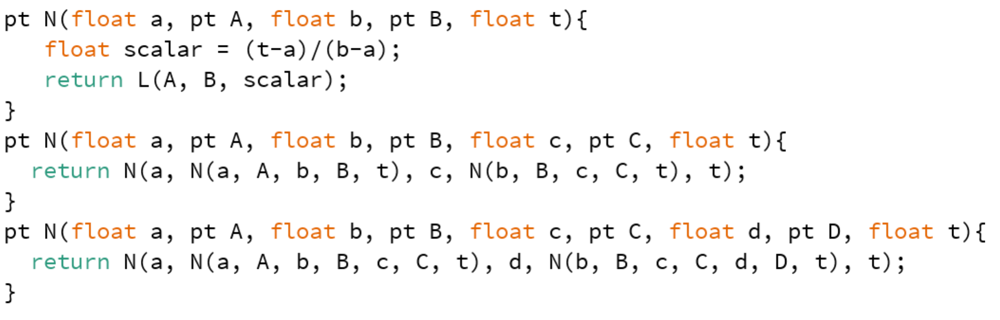 pt N(float a, pt A, float b, pt B, float t){
   float scalar = (t-a)/(b-a);
   return L(A, B, scalar);
}
pt N(float a, pt A, float b, pt B, float c, pt C, float t){
  return N(a, N(a, A, b, B, t), c, N(b, B, c, C, t), t);
}
pt N(float a, pt A, float b, pt B, float c, pt C, float d, pt D, float t){
  return N(a, N(a, A, b, B, c, C, t), d, N(b, B, c, C, d, D, t), t);
}